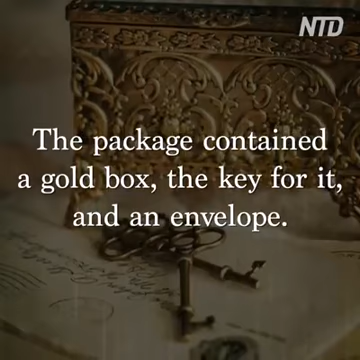 NTD
The package contained
a gold box, the key for it,
and an envelope.